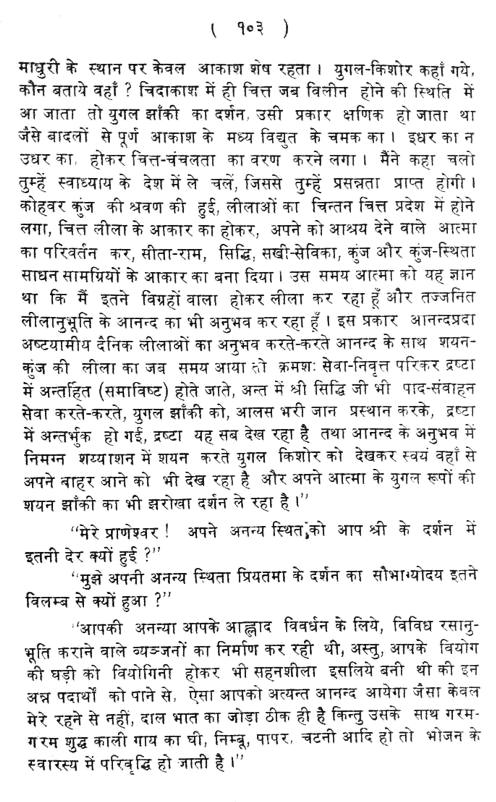 ( १०३ )
माधुरी के स्थान पर केवल आकाश शेष रहता। युगल-किशोर कहाँ गये,
कौन बताये वहाँ ? चिदाकाश में ही चित्त जब विलीन होने की स्थिति में
आ जाता तो युगल झाँकी का दर्शन, उसी प्रकार क्षणिक हो जाता था
जैसे बादलों से पूर्ण आकाश के मध्य विद्युत के चमक का। इधर का न
उधर का, होकर चित्त-चंचलता का वरण करने लगा। मैंने कहा चलो
तुम्हें स्वाध्याय के देश में ले चलें, जिससे तुम्हें प्रसन्नता प्राप्त होगी।
कोहवर कुंज की श्रवण की हुई, लीलाओं का चिन्तन चित्त प्रदेश में होने
लगा, चित्त लीला के आकार का होकर, अपने को आश्रय देने वाले आत्मा
का परिवर्तन कर, सीता-राम, सिद्धि, सखी-सेविका, कुंज और कुंज-स्थिता
साधन सामग्रियों के आकार का बना दिया। उस समय आत्मा को यह ज्ञान
था कि मैं इतने विग्रहों वाला होकर लीला कर रहा हूँ और तज्जनित
लीलानुभूति के आनन्द का भी अनुभव कर रहा हूँ। इस प्रकार आनन्दप्रदा
अष्टयामीय दैनिक लीलाओं का अनुभव करते-करते आनन्द के साथ शयन-
कुंज की लीला का जब समय आया तो क्रमशः सेवा-निवृत्त परिकर द्रष्टा
में अन्तर्हित (समाविष्ट) होते जाते, अन्त में श्री सिद्धि जी भी पाद-संवाहन
सेवा करते-करते, युगल झाँकी को, आलस भरी जान प्रस्थान करके, द्रष्टा
में अन्तर्भुक हो गई, द्रष्टा यह सब देख रहा है तथा आनन्द के अनुभव में
निमग्न शय्याशन में शयन करते युगल किशोर को देखकर स्वयं वहाँ से
अपने बाहर आने को भी देख रहा है और अपने आत्मा के युगल रूपों की
शयन झाँकी का भी झरोखा दर्शन ले रहा है।"
"मेरे प्राणेश्वर ! अपने अनन्य स्थित को आप श्री के दर्शन में
इतनी देर क्यों हुई ?"
"मुझे अपनी अनन्य स्थिता प्रियतमा के दर्शन का सौभाग्योदय इतने
विलम्ब से क्यों हुआ ?"
"आपकी अनन्या आपके आह्लाद विवर्धन के लिये, विविध रसानु-
भूति कराने वाले व्यञ्जनों का निर्माण कर रही थी, अस्तु, आपके वियोग
की घड़ी को वियोगिनी होकर भी सहनशीला इसलिये बनी थी की इन
अन्न पदार्थों को पाने से, ऐसा आपको अत्यन्त आनन्द आयेगा जैसा केवल
मेरे रहने से नहीं, दाल भात का जोड़ा ठीक ही है किन्तु उसके साथ गरम-
गरम शुद्ध काली गाय का घी, निम्बू, पापर, चटनी आदि हो तो भोजन के
स्वारस्य में परिवृद्धि हो जाती है।"